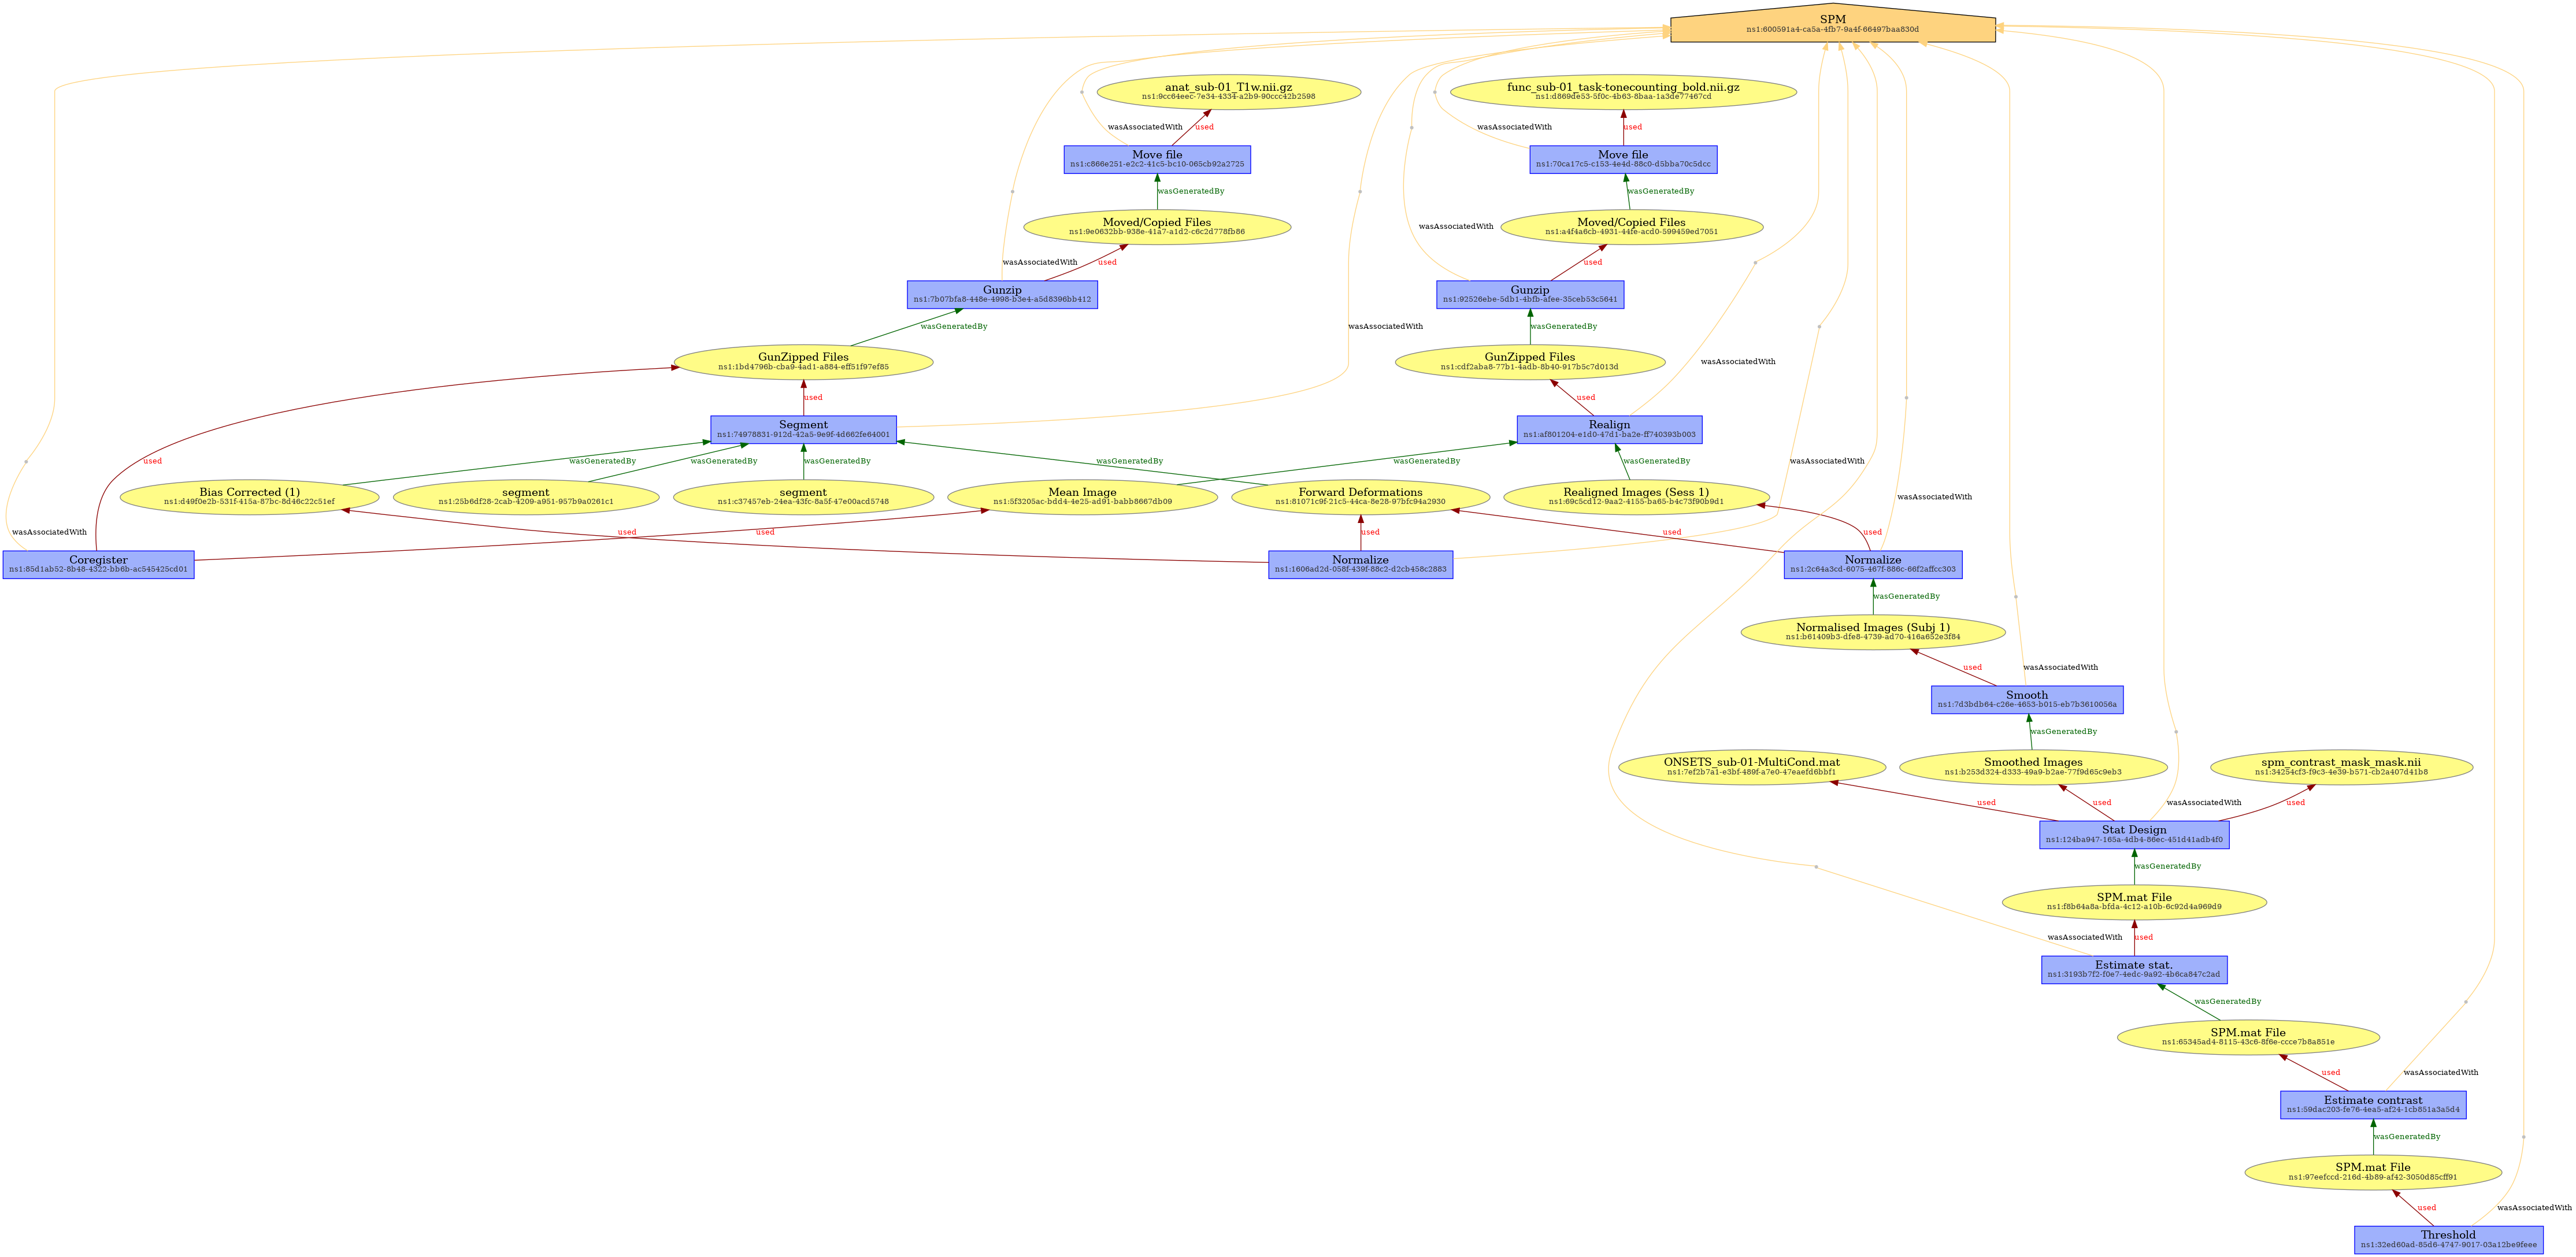 SPM
ns1:600591a4-ca5a-4fb7-9a4f-66497baa830d
anat_sub-01_T1w.nii.gz
ns1:9cc64eec-7e34-4334-a2b9-90ccc42b2598
func_sub-01_task-tonecounting_bold.nii.gz
ns1:d869de53-5f0c-4b63-8baa-1a3de77467cd
wasAssociatedWith
used
wasAssociatedWith
used
Move file
ns1:c866e251-e2c2-41c5-bc10-065cb92a2725
Move file
ns1:70ca17c5-c153-4e4d-88c0-d5bba70c5dcc
wasGeneratedBy
wasGeneratedBy
Moved/Copied Files
ns1:9e0632bb-938e-41a7-a1d2-c6c2d778fb86
wasAssociatedWith
Moved/Copied Files
ns1:a4f4a6cb-4931-44fe-acd0-599459ed7051
wasAssociatedWith
used
used
Gunzip
ns1:7b07bfa8-448e-4998-b3e4-a5d8396bb412
Gunzip
ns1:92526ebe-5db1-4bfb-afee-35ceb53c5641
wasGeneratedBy
wasAssociatedWith
wasGeneratedBy
GunZipped Files
ns1:1bd4796b-cba9-4ad1-a884-eff51f97ef85
GunZipped Files
ns1:cdf2aba8-77b1-4adb-8b40-917b5c7d013d
wasAssociatedWith
used
used
Segment
ns1:74978831-912d-42a5-9e9f-4d662fe64001
Realign
ns1:af801204-e1d0-47d1-ba2e-ff740393b003
used
wasGeneratedBy
wasGeneratedBy
wasGeneratedBy
wasGeneratedBy
wasGeneratedBy
wasGeneratedBy
wasAssociatedWith
Bias Corrected (1)
ns1:d49f0e2b-531f-415a-87bc-8d46c22c51ef
segment
ns1:25b6df28-2cab-4209-a951-957b9a0261c1
segment
ns1:c37457eb-24ea-43fc-8a5f-47e00acd5748
Mean Image
ns1:5f3205ac-bdd4-4e25-ad91-babb8667db09
Forward Deformations
ns1:81071c9f-21c5-44ca-8e28-97bfc94a2930
Realigned Images (Sess 1)
ns1:69c5cd12-9aa2-4155-ba65-b4c73f90b9d1
wasAssociatedWith
wasAssociatedWith
used
used
used
used
used
Coregister
ns1:85d1ab52-8b48-4322-bb6b-ac545425cd01
Normalize
ns1:1606ad2d-058f-439f-88c2-d2cb458c2883
Normalize
ns1:2c64a3cd-6075-467f-886c-66f2affcc303
wasGeneratedBy
Normalised Images (Subj 1)
ns1:b61409b3-dfe8-4739-ad70-416a652e3f84
used
wasAssociatedWith
Smooth
ns1:7d3bdb64-c26e-4653-b015-eb7b3610056a
wasGeneratedBy
ONSETS_sub-01-MultiCond.mat
ns1:7ef2b7a1-e3bf-489f-a7e0-47eaefd6bbf1
Smoothed Images
ns1:b253d324-d333-49a9-b2ae-77f9d65c9eb3
spm_contrast_mask_mask.nii
ns1:34254cf3-f9c3-4e39-b571-cb2a407d41b8
used
used
wasAssociatedWith
used
Stat Design
ns1:124ba947-165a-4db4-86ec-451d41adb4f0
wasGeneratedBy
SPM.mat File
ns1:f8b64a8a-bfda-4c12-a10b-6c92d4a969d9
wasAssociatedWith
used
Estimate stat.
ns1:3193b7f2-f0e7-4edc-9a92-4b6ca847c2ad
wasGeneratedBy
SPM.mat File
ns1:65345ad4-8115-43c6-8f6e-ccce7b8a851e
used
wasAssociatedWith
Estimate contrast
ns1:59dac203-fe76-4ea5-af24-1cb851a3a5d4
wasGeneratedBy
SPM.mat File
ns1:97eefccd-216d-4b89-af42-3050d85cff91
used
wasAssociatedWith
Threshold
ns1:32ed60ad-85d6-4747-9017-03a12be9feee